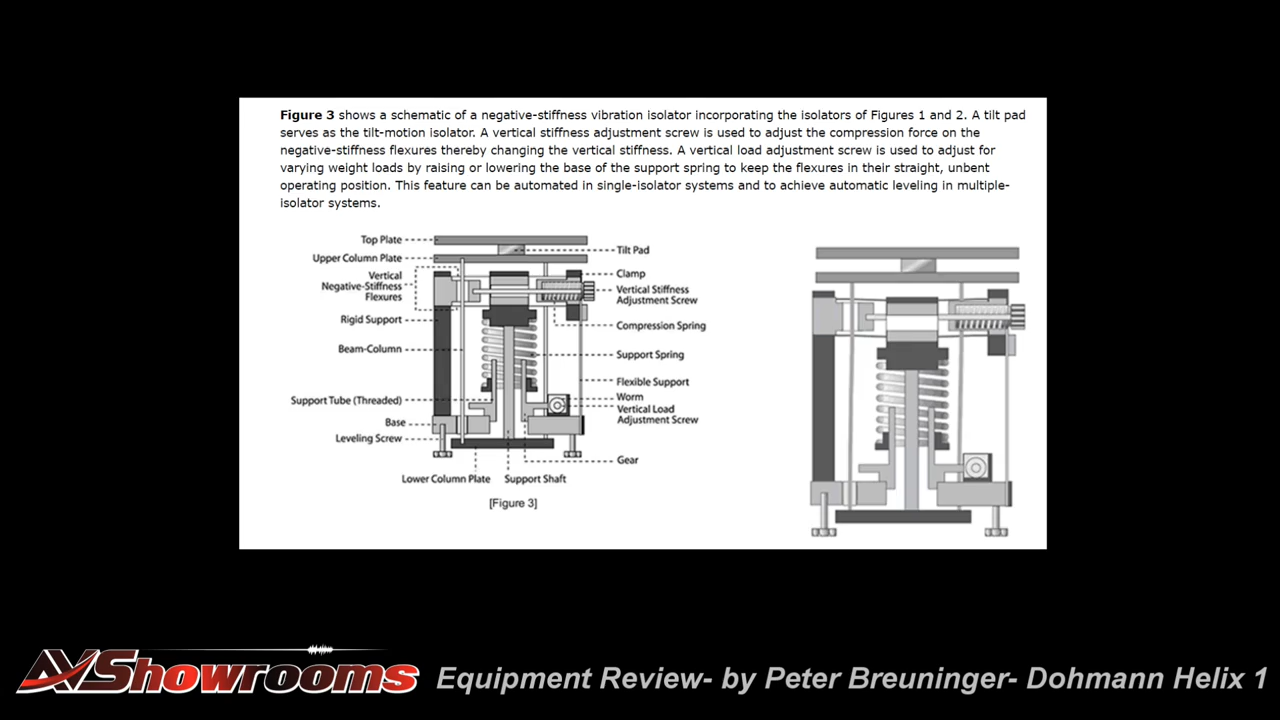 Figure 3 shows a schematic of a negative-stiffness vibration isolator incorporating the isolators of Figures 1 and 2. A tilt pad
serves as the tilt-motion isolator. A vertical stiffness adjustment screw is used to adjust the compression force on the
negative-stiffness flexures thereby changing the vertical stiffness. A vertical load adjustment screw is used to adjust for
varying weight loads by raising or lowering the base of the support spring to keep the flexures in their straight, unbent
operating position. This feature can be automated in single-isolator systems and to achieve automatic leveling in multiple-
isolator systems.
Top Plate
Upper Column Plate
Vertical
Negative-Stiffness
Flexures
Rigid Support
Beam-Column
Support Tube (Threaded)
Base
Leveling Screw
Lower Column Plate
Support Shaft
Tilt Pad
Clamp
Vertical Stiffness
Adjustment Screw
Compression Spring
Support Spring
Flexible Support
Worm
Vertical Load
Adjustment Screw
Gear
[Figure 3]
AVShowrooms
Equipment Review- by Peter Breuninger- Dohmann Helix 1